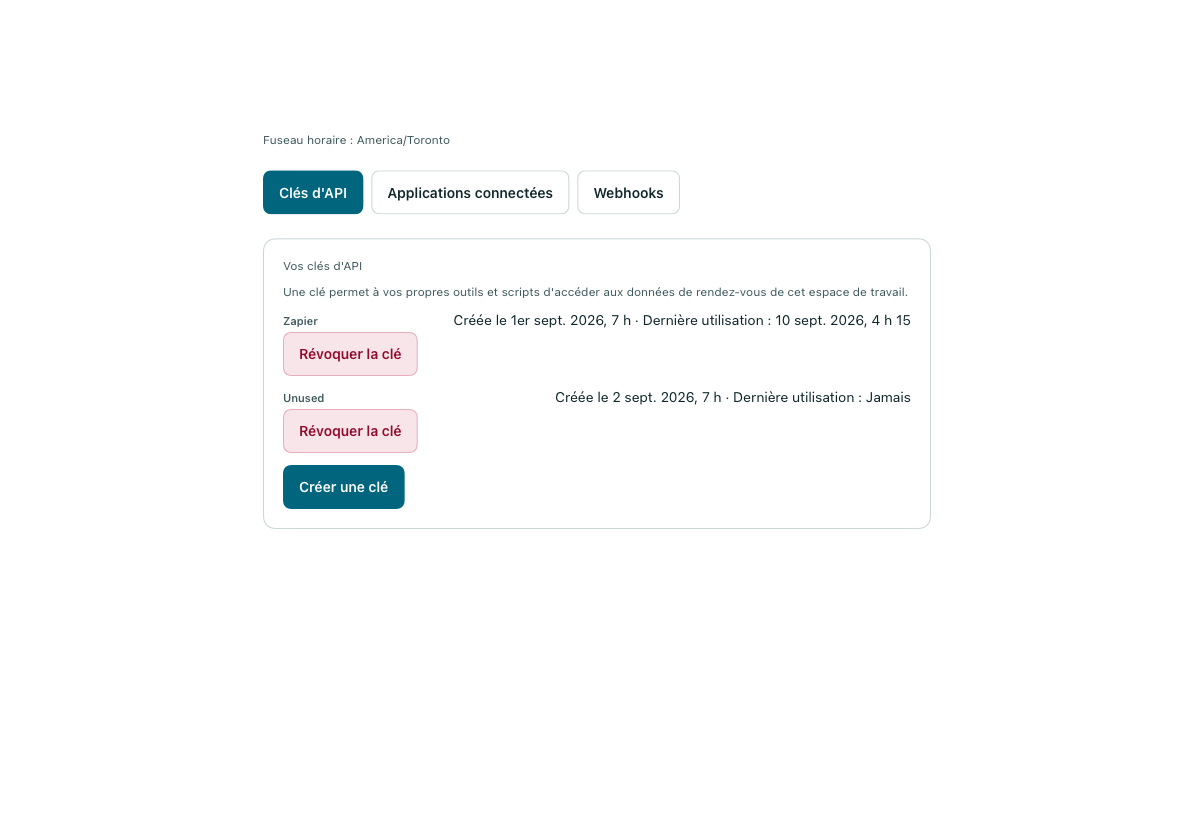 Fuseau horaire : America/Toronto
Clés d'API
Applications connectées
Webhooks
Vos clés d'API
Une clé permet à vos propres outils et scripts d'accéder aux données de rendez-vous de cet espace de travail.
Zapier
Créée le 1er sept. 2026, 7 h · Dernière utilisation : 10 sept. 2026, 4 h 15
Révoquer la clé
Unused
Créée le 2 sept. 2026, 7 h · Dernière utilisation : Jamais
Révoquer la clé
Créer une clé